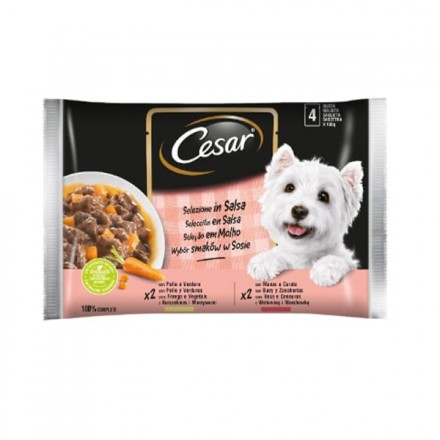 Cesar®
4
Selezione in Salsa
Selección en Salsa
Seleção em Molho
Wybór smaków w Sosie
x2
con Pollo e Verdure
con Pollo y Verduras
com Frango e Vegetais
z Kurczakiem i Warzywami
x2
con Manzo e Carote
con Buey y Zanahorias
com Vaca e Cenouras
z Wołowiną i Marchewką
100% COMPLETE